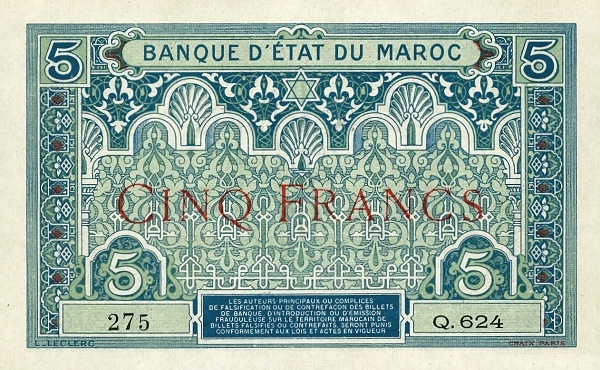 5 BANQUE D'ÉTAT DU MAROC 5
CINQ FRANCS
5 5
275
LES AUTEURS PRINCIPAUX OU COMPLICES
DE FALSIFICATION OU DE CONTREFAÇON DES BILLETS
DE BANQUE, D'INTRODUCTION OU D'ÉMISSION
FRAUDULEUSE SUR LE TERRITOIRE MAROCAIN DE
BILLETS FALSIFIÉS OU CONTREFAITS, SERONT PUNIS
CONFORMÉMENT AUX LOIS ET ACTES EN VIGUEUR
Q.624
L. LECLERC
CHAIX PARIS